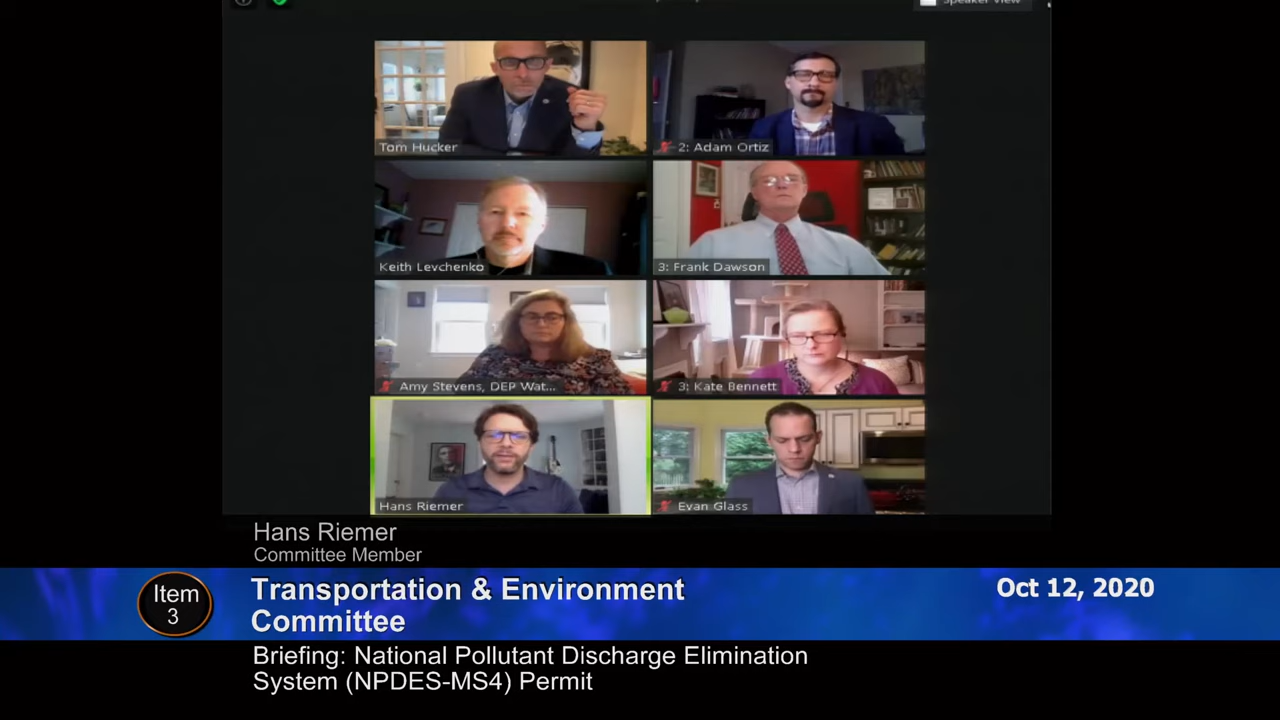 Speaker View
Tom Hucker
2: Adam Ortiz
Keith Levchenko
3: Frank Dawson
Amy Stevens, DEP Wat...
3: Kate Bennett
Hans Riemer
Evan Glass
Hans Riemer
Committee Member
Item
3
Transportation & Environment
Committee
Oct 12, 2020
Briefing: National Pollutant Discharge Elimination
System (NPDES-MS4) Permit